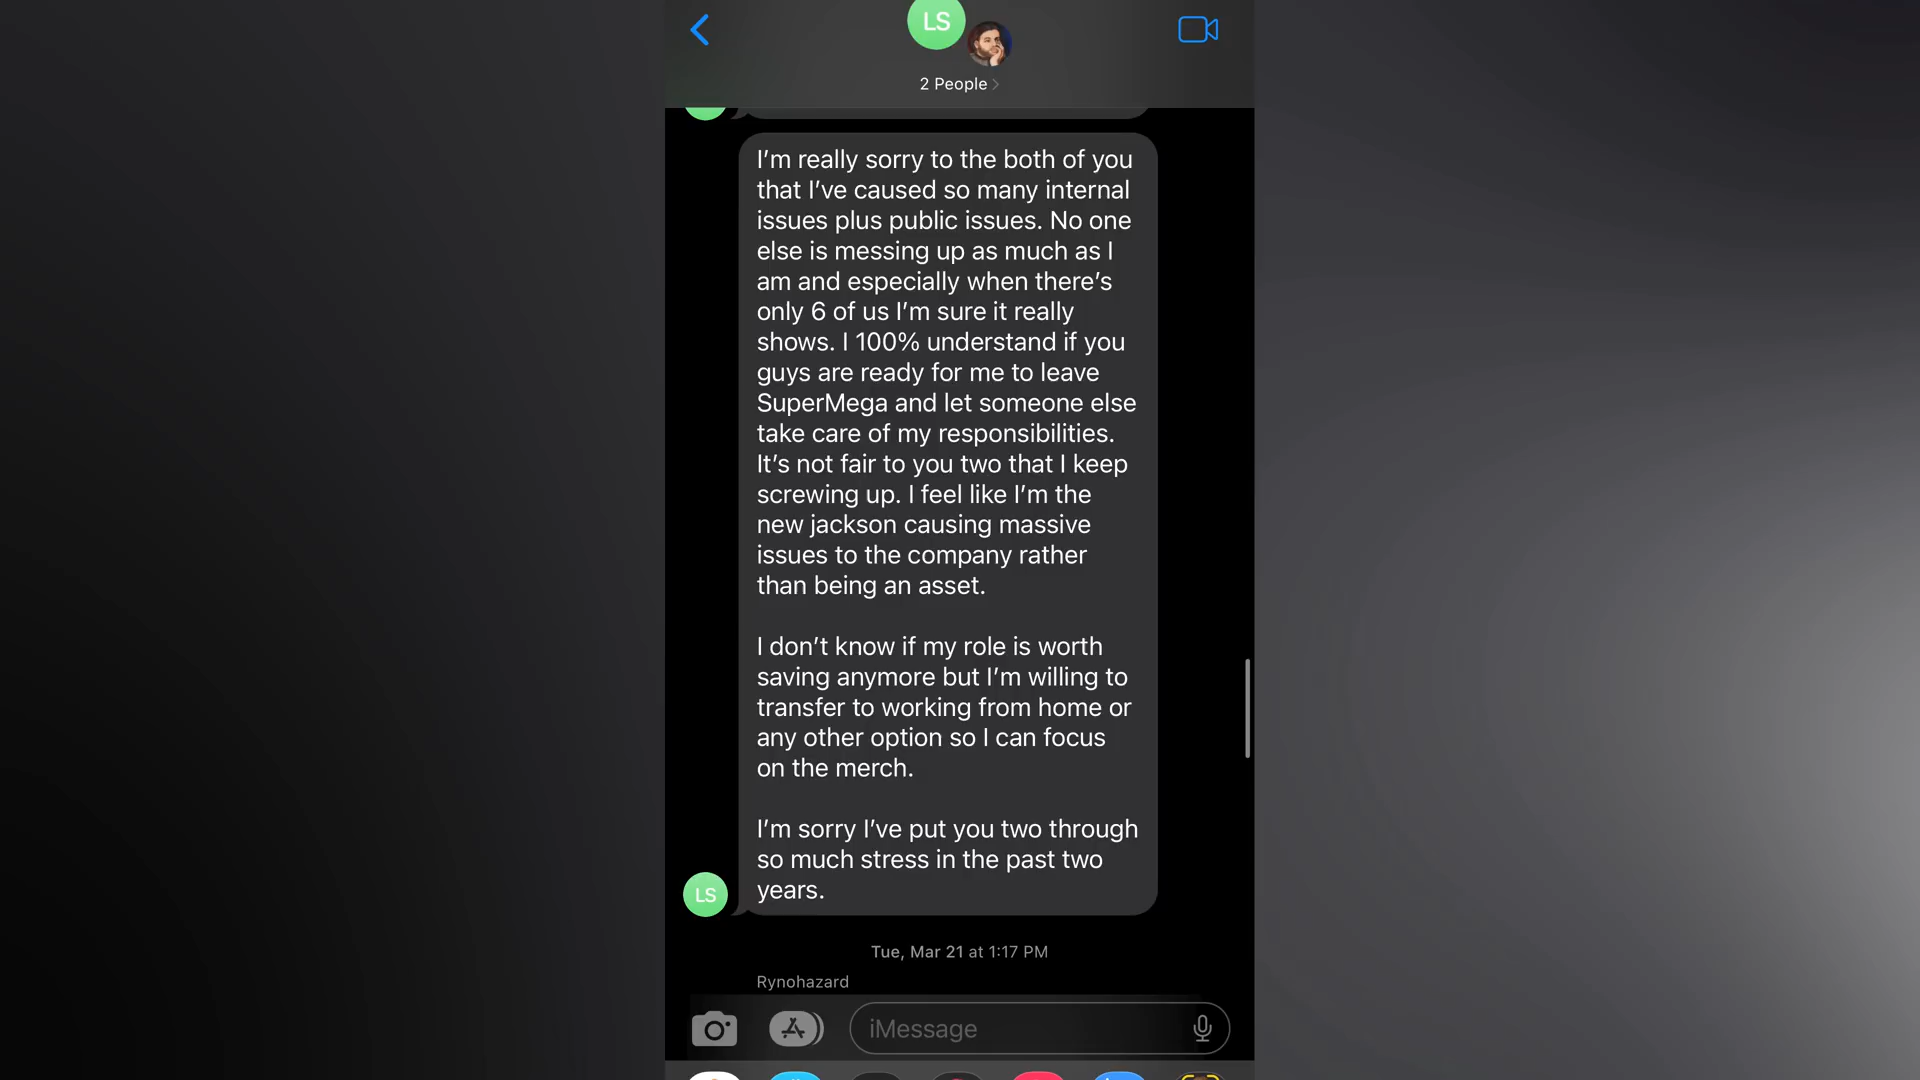 LS
2 People
I'm really sorry to the both of you
that I've caused so many internal
issues plus public issues. No one
else is messing up as much as I
am and especially when there's
only 6 of us I'm sure it really
shows. I 100% understand if you
guys are ready for me to leave
SuperMega and let someone else
take care of my responsibilities.
It's not fair to you two that I keep
screwing up. I feel like I'm the
new jackson causing massive
issues to the company rather
than being an asset.
I don't know if my role is worth
saving anymore but I'm willing to
transfer to working from home or
any other option so I can focus
on the merch.
I'm sorry I've put you two through
so much stress in the past two
years.
LS
Tue, Mar 21 at 1:17 PM
Rynohazard
iMessage